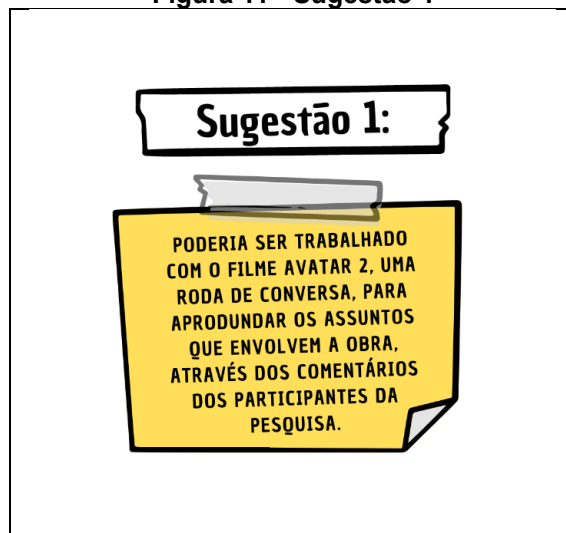 Sugestão 1:
PODERIA SER TRABALHADO
COM O FILME AVATAR 2, UMA
RODA DE CONVERSA, PARA
APRODUNDAR OS ASSUNTOS
QUE ENVOLVEM A OBRA,
ATRAVÉS DOS COMENTÁRIOS
DOS PARTICIPANTES DA
PESQUISA.